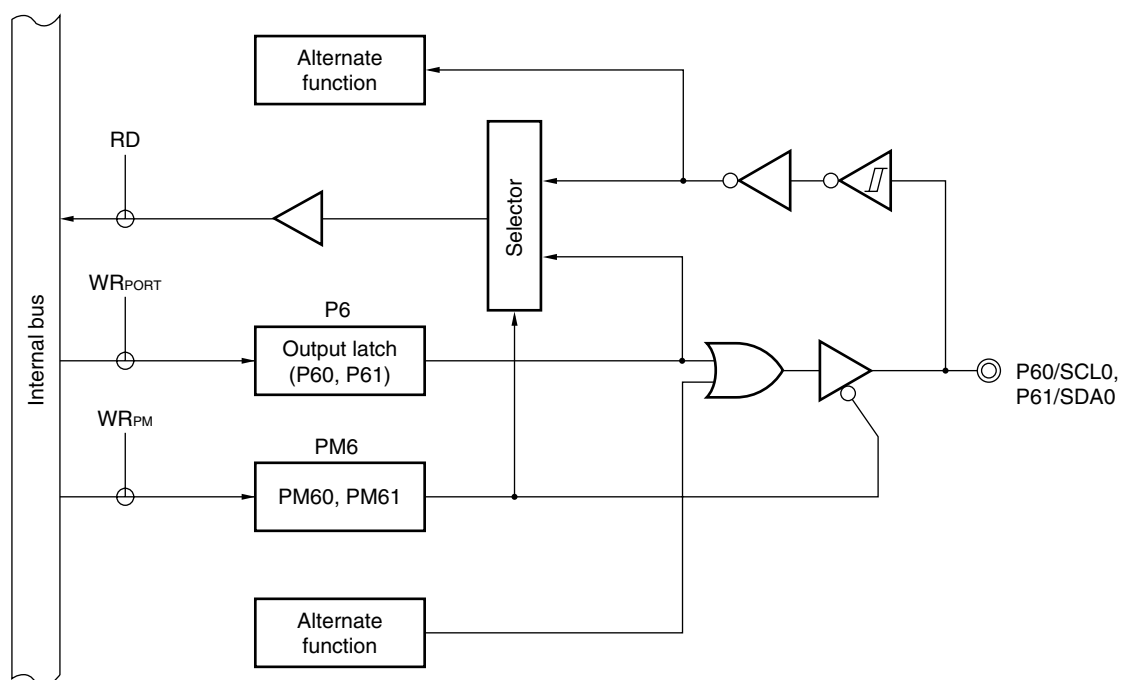 Alternate
function
RD
Selector
WRPORT
P6
Internal bus
Output latch
(P60, P61)
P60/SCL0,
P61/SDA0
WRPM
PM6
PM60, PM61
Alternate
function